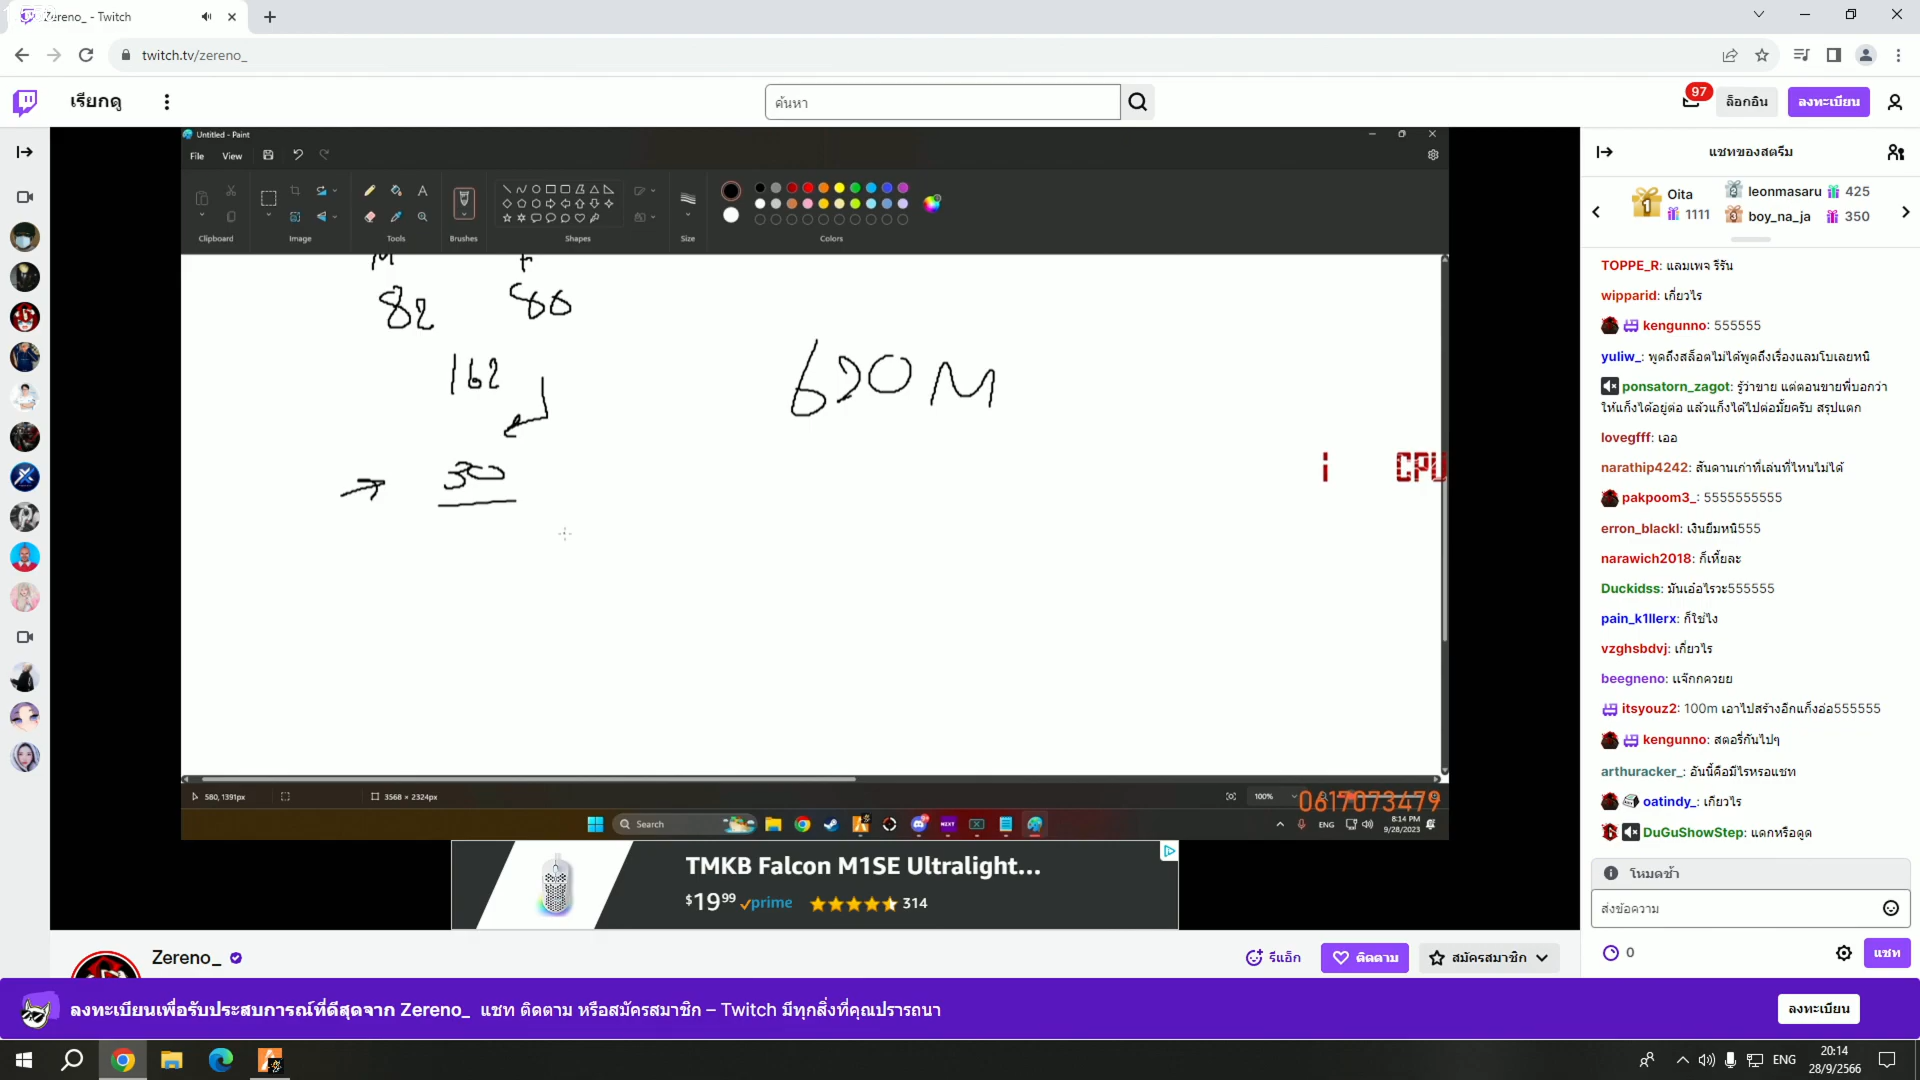 Zereno_ - Twitch
twitch.tv/zereno_
เรียกดู
ค้นหา
97
ล็อกอิน
ลงทะเบียน
Untitled - Paint
File View
Clipboard
Image
Tools
Brushes
Shapes
Size
Colors
M F
82
162
30
CPU
580, 1391px
3568 × 2324px
100%
0617073479
Search
ENG
8:14 PM
9/28/2023
TMKB Falcon M1SE Ultralight...
$19.99 prime 314
แชทของสตรีม
1 Oita 1111
2 leonmasaru 425
3 boy_na_ja 350
TOPPE_R: แลมเพจ รีรัน
wipparid: เกี่ยวไร
kengunno: 555555
yuliw_: พูดถึงสล็อตไม่ได้พูดถึงเรื่องแลมโบเลยหนิ
ponsatorn_zagot: รู้ว่าขาย แต่ตอนขายพี่บอกว่า
ให้แก็งได้อยู่ต่อ แล้วแก็งได้ไปต่อมั้ยครับ สรุปแตก
lovegfff: เออ
narathip4242: สันดานเก่าที่เล่นที่ไหนไม่ได้
pakpoom3_: 5555555555
erron_blackl: เงินยืมหนิ555
narawich2018: ก็เหี้ยละ
Duckidss: มันเอ๋อไรวะ555555
pain_k1llerx: ก็ใช่ไง
vzghsbdvj: เกี่ยวไร
beegneno: แจ๊กกควยย
itsyouz2: 100m เอาไปสร้างอีกแก็งอ่อ555555
kengunno: สตอรี่กันไปๆ
arthuracker_: อันนี้คือมีไรหรอแชท
oatindy_: เกียวไร
DuGuShowStep: แดกหรือดูด
โหมดช้า
ส่งข้อความ
0
แชท
Zereno_
รีแอ็ก
ติดตาม
สมัครสมาชิก
ลงทะเบียนเพื่อรับประสบการณ์ที่ดีสุดจาก Zereno_ แชท ติดตาม หรือสมัครสมาชิก – Twitch มีทุกสิ่งที่คุณปรารถนา
ลงทะเบียน
ENG
20:14
28/9/2566